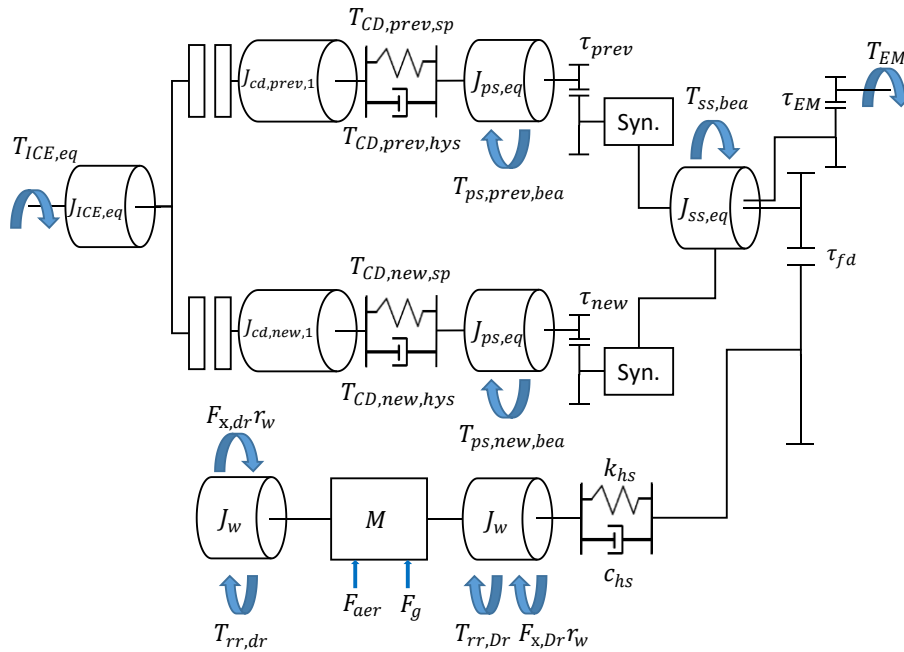 T_{CD,prev,sp}
τ_{prev}
T_{EM}
J_{cd,prev,1}
J_{ps,eq}
τ_{EM}
T_{ss,bea}
Syn.
T_{CD,prev,hys}
T_{ICE,eq}
T_{ps,prev,bea}
J_{ICE,eq}
J_{ss,eq}
T_{CD,new,sp}
τ_{fd}
τ_{new}
J_{cd,new,1}
J_{ps,eq}
Syn.
T_{CD,new,hys}
F_{x,dr}r_w
T_{ps,new,bea}
k_{hs}
J_w
M
J_w
c_{hs}
F_{aer}
F_g
T_{rr,dr}
T_{rr,Dr}
F_{x,Dr}r_w